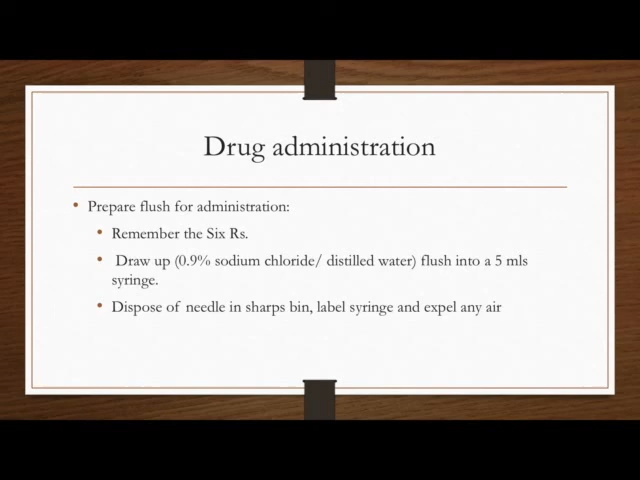 Drug administration
• Prepare flush for administration:
• Remember the Six Rs.
• Draw up (0.9% sodium chloride/ distilled water) flush into a 5 mls
syringe.
• Dispose of needle in sharps bin, label syringe and expel any air